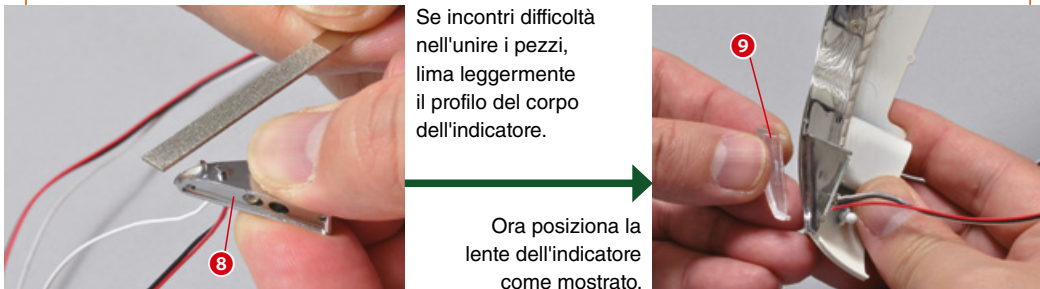 Se incontri difficoltà
nell'unire i pezzi,
lima leggermente
il profilo del corpo
dell'indicatore.
8
9
Ora posiziona la
lente dell'indicatore
come mostrato.